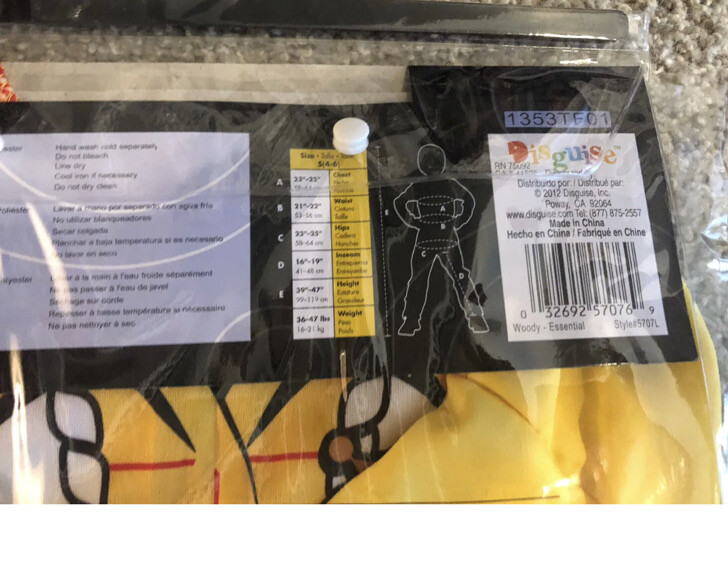 Hand wash cold separately
Do not bleach
Line dry
Cool iron if necessary
Do not dry clean
Lavar a mano por separado con agua fria
No utilizar blanqueadores
Secar colgada
Planchar a baja temperatura si es necesario
No lavar en seco
Laver à la main à l'eau froide séparément
Ne pas passer à l'eau de javel
Séchage sur corde
Repasser à basse température si nécessaire
Ne pas nettoyer à sec
Size
S(4-6)
A Chest
B 21"-22" Waist
53-56 cm Cintura
Taille
C Hips
58-64 cm Cadera
Hanches
D 16"-19" Inseam
41-48 cm Entrepierna
Entrejambe
E 39"-47" Height
99-119 cm Estatura
Grandeur
36-47 lbs Weight
16-21 kg Peso
Poids
E
A
B
C
D
1353TF01
Disguise™
RN 75092
Distribuido por: / Distribué par:
© 2012 Disguise, Inc.
Poway, CA 92064
www.disguise.com Tel: (877) 875-2557
Made in China
Hecho en China / Fabriqué en Chine
0 32692 57076 9
Woody - Essential Style#5707L